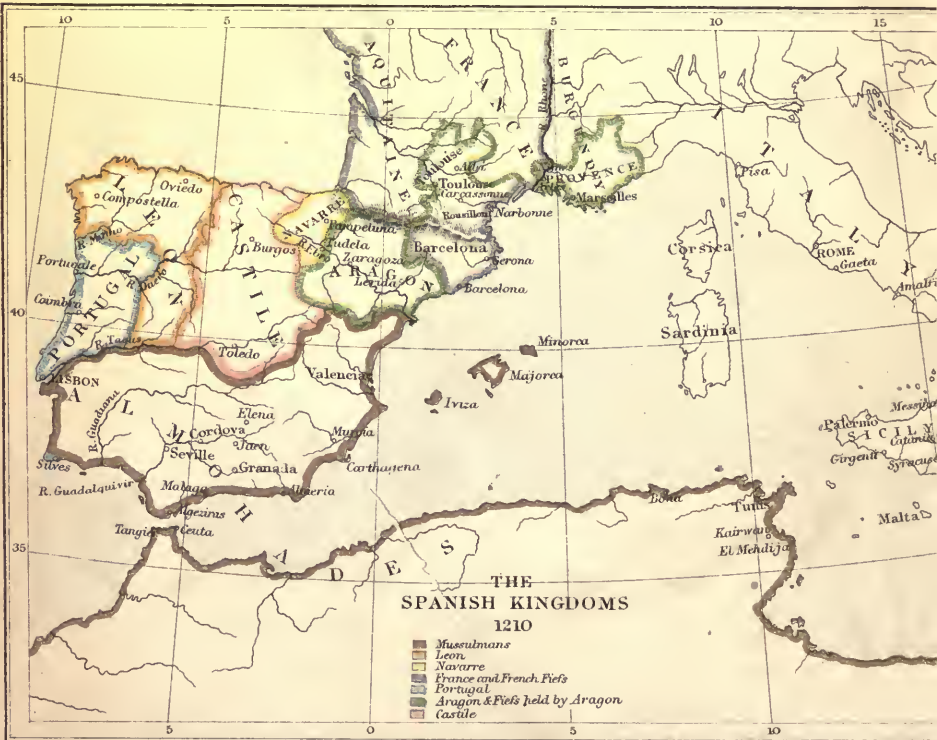 10
5
0
5
10
15
45
40
35
AQUITAINE
FRANCE
BURGUNDY
R. Rhone
ITALY
Toulouse
Alby
Toulouse
Carcassonne
PROVENCE
Arles
Marseilles
Pisa
Rousillon
Narbonne
Oviedo
Compostella
LEON
CASTILE
NAVARRE
Pampeluna
R. Ebro
Tudela
Burgos
Zaragoza
ARAGON
Lerida
Barcelona
Gerona
Barcelona
Corsica
ROME
Gaeta
Amalfi
R. Minho
Portugale
PORTUGAL
R. Duero
Coimbra
R. Tagus
Toledo
LISBON
Minorca
Majorca
Iviza
Sardinia
Valencia
ALMOHADES
R. Guadiana
Elena
Cordova
Jaen
Murcia
Seville
Granada
Carthagena
Silves
R. Guadalquivir
Malaga
Almeria
Algeziras
Tangier
Ceuta
Bona
Tunis
Kairwan
El Mehdija
Messina
Palermo
SICILY
Catania
Girgenti
Syracuse
Malta
THE
SPANISH KINGDOMS
1210
Mussulmans
Leon
Navarre
France and French Fiefs
Portugal
Aragon & Fiefs held by Aragon
Castile
0
5
10